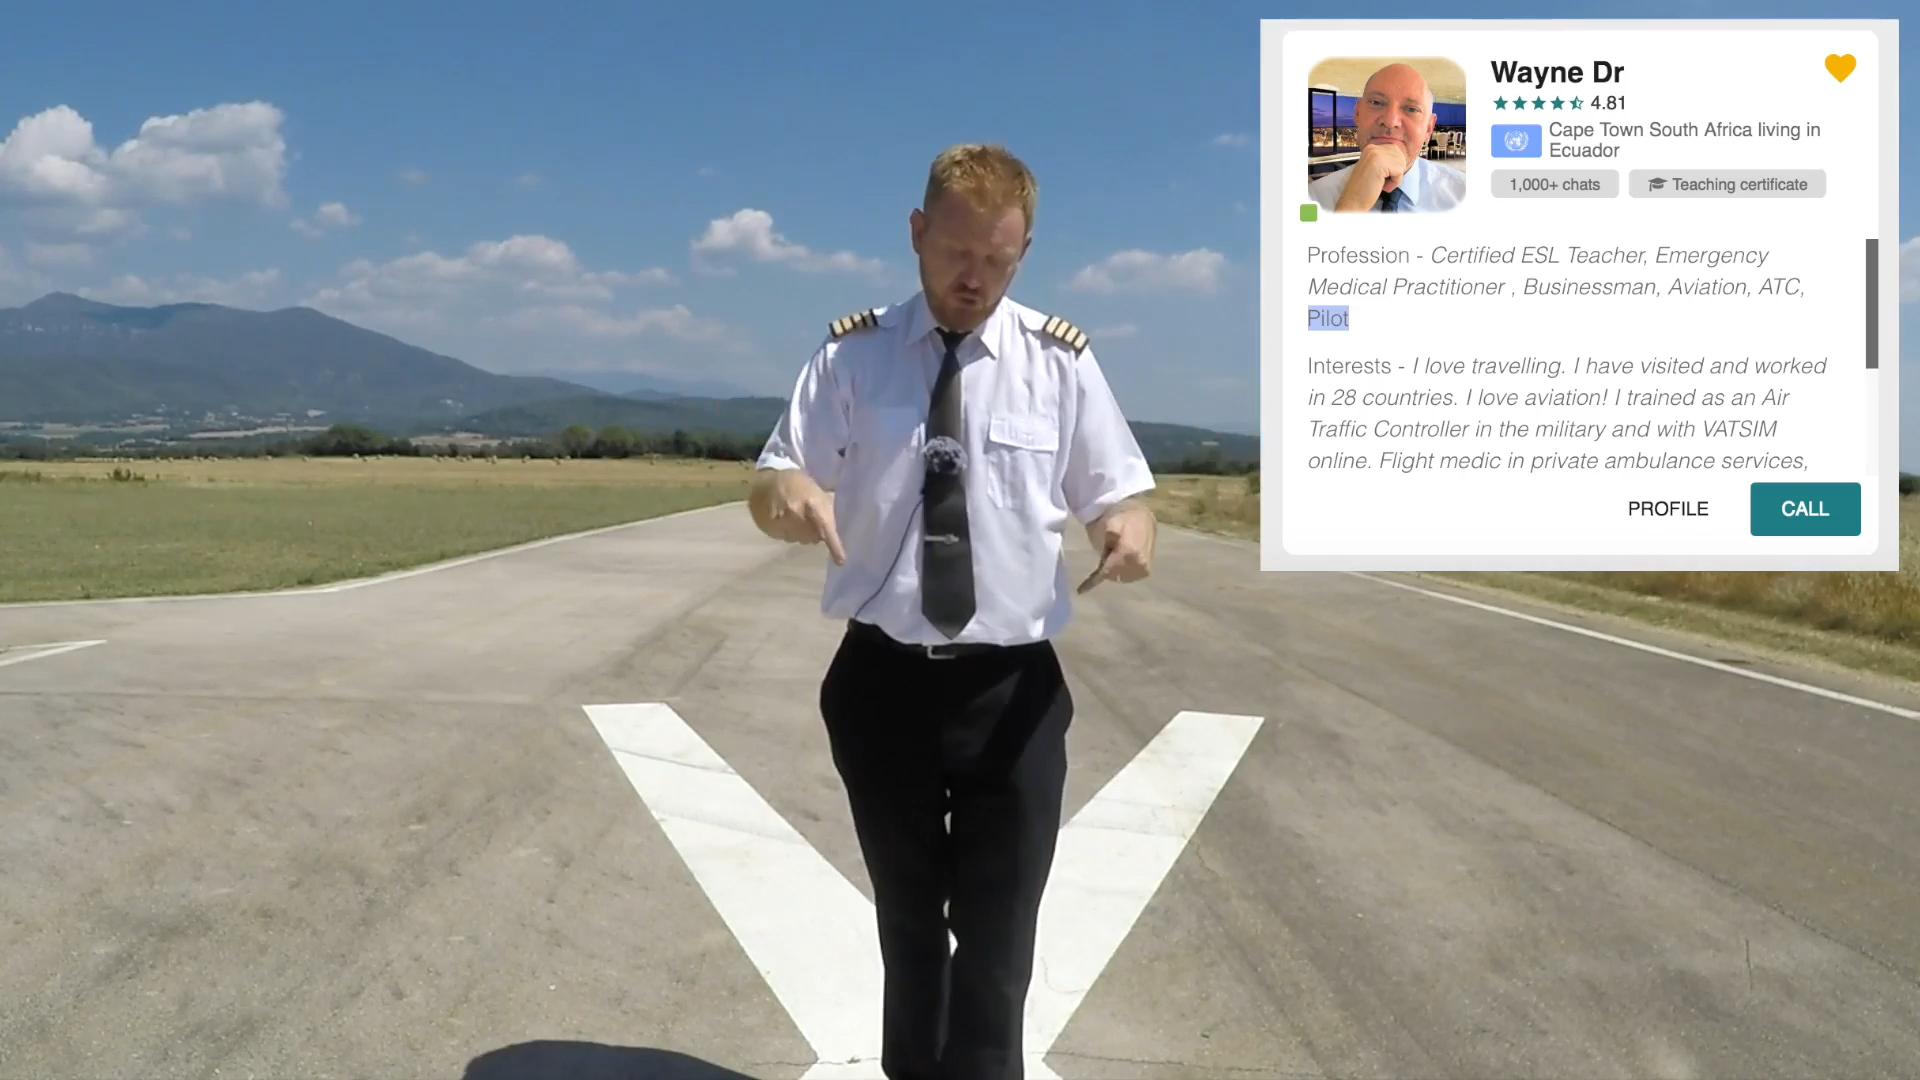 Wayne Dr
4.81
Cape Town South Africa living in
Ecuador
1,000+ chats
Teaching certificate
Profession - Certified ESL Teacher, Emergency
Medical Practitioner , Businessman, Aviation, ATC,
Pilot
Interests - I love travelling. I have visited and worked
in 28 countries. I love aviation! I trained as an Air
Traffic Controller in the military and with VATSIM
online. Flight medic in private ambulance services,
PROFILE
CALL